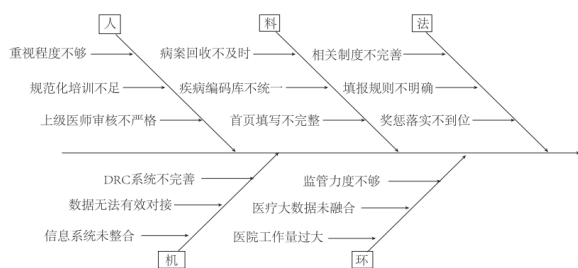 人 料 法
重视程度不够 病案回收不及时 相关制度不完善
规范化培训不足 疾病编码库不统一 填报规则不明确
上级医师审核不严格 首页填写不完整 奖惩落实不到位
DRC系统不完善 监管力度不够
数据无法有效对接 医疗大数据未融合
信息系统未整合 医院工作量过大
机 环